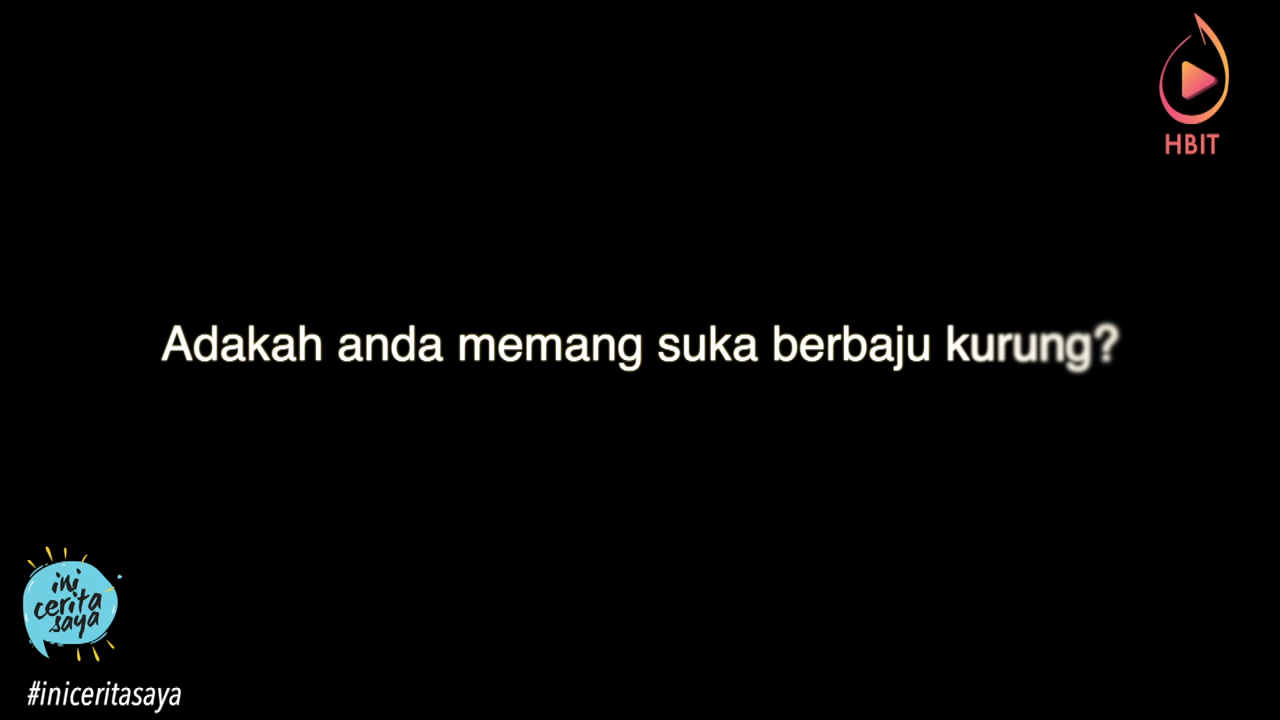 HBIT
Adakah anda memang suka berbaju kurung?
ini
cerita
saya
#iniceritasaya